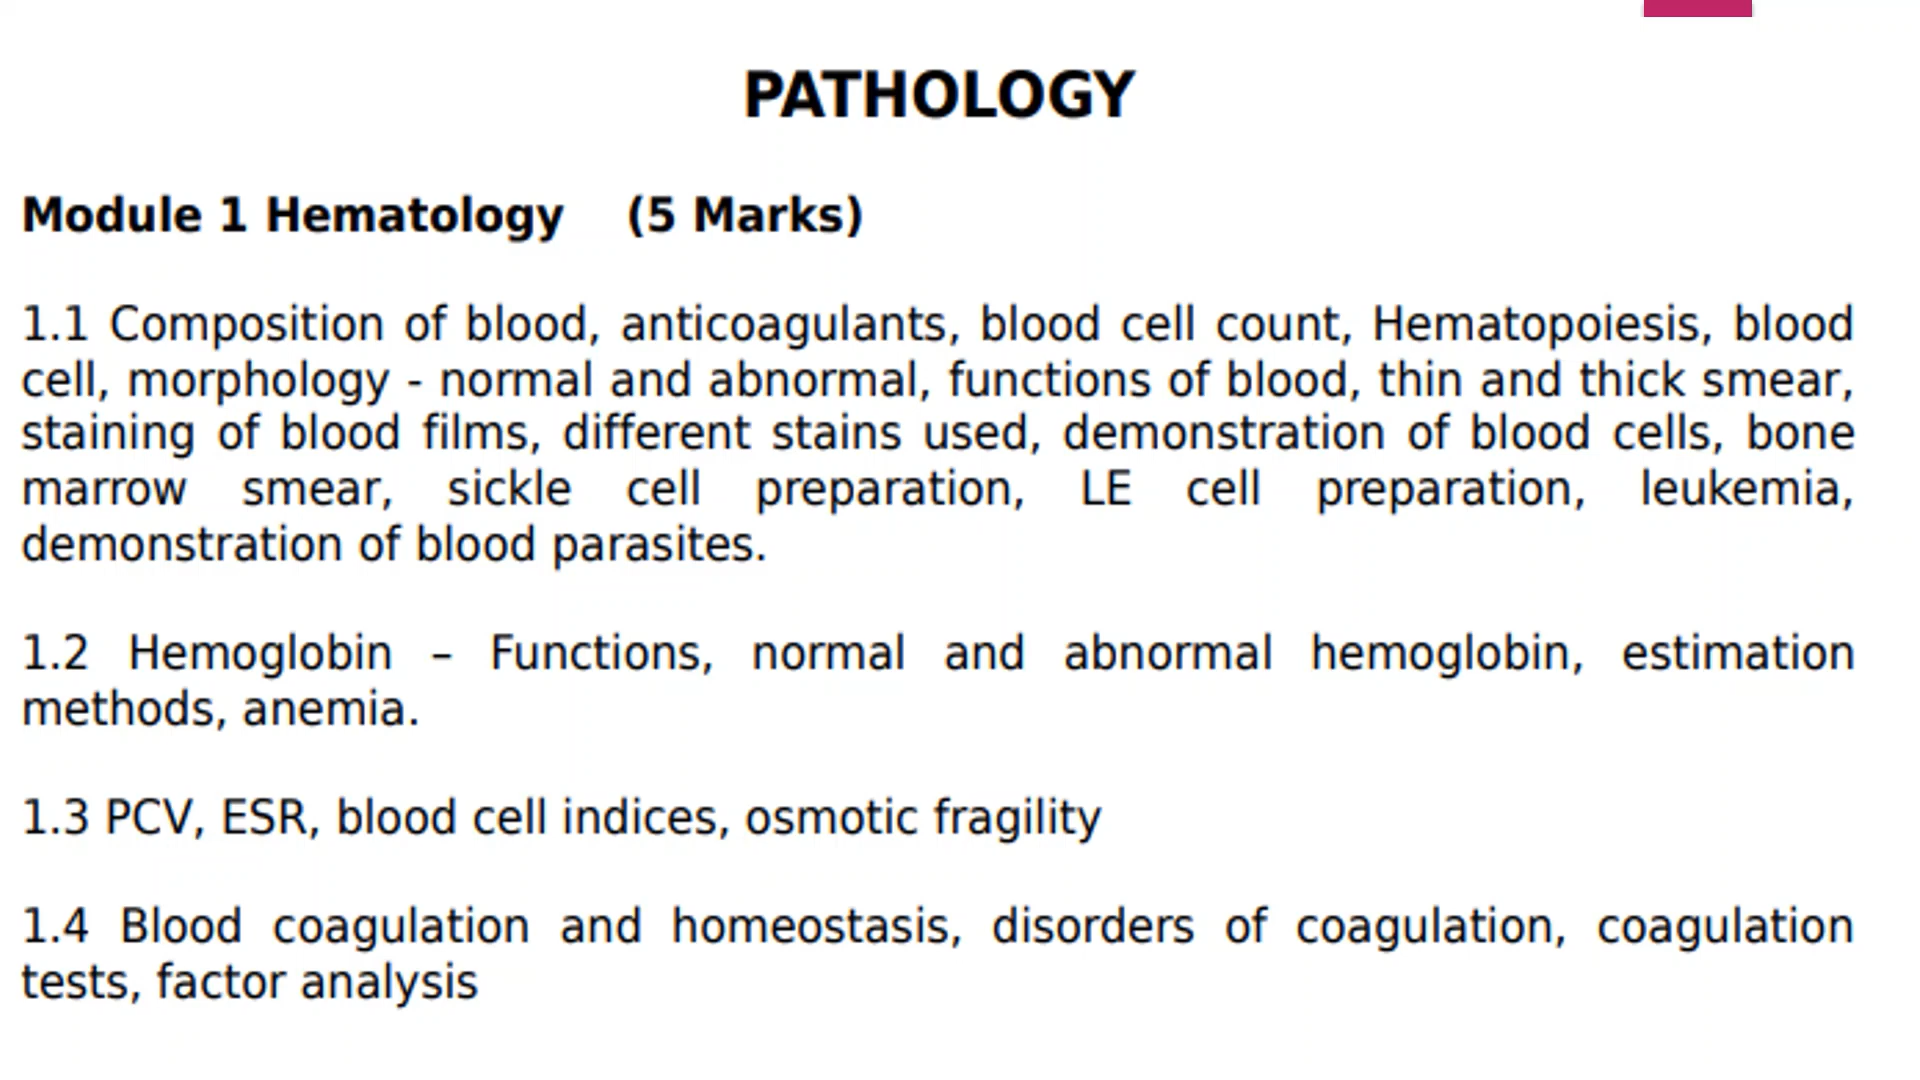 PATHOLOGY
Module 1 Hematology (5 Marks)
1.1 Composition of blood, anticoagulants, blood cell count, Hematopoiesis, blood
cell, morphology - normal and abnormal, functions of blood, thin and thick smear,
staining of blood films, different stains used, demonstration of blood cells, bone
marrow smear, sickle cell preparation, LE cell preparation, leukemia,
demonstration of blood parasites.
1.2 Hemoglobin – Functions, normal and abnormal hemoglobin, estimation
methods, anemia.
1.3 PCV, ESR, blood cell indices, osmotic fragility
1.4 Blood coagulation and homeostasis, disorders of coagulation, coagulation
tests, factor analysis